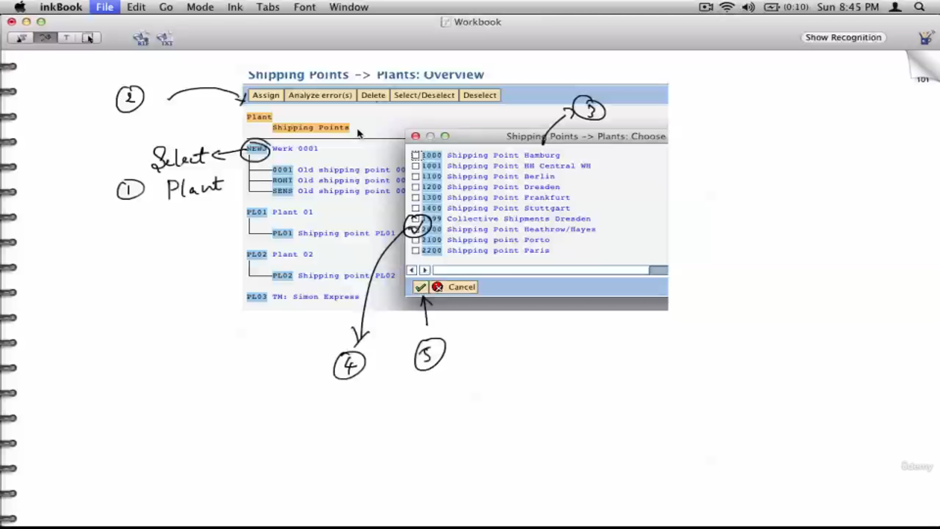 inkBook File Edit Go Mode Ink Tabs Font Window (0:10) Sun 8:45 PM
Workbook
T Show Recognition
101
Shipping Points -> Plants: Overview
Assign Analyze error(s) Delete Select/Deselect Deselect
Plant
Shipping Points
Werk 0001
0001 Old shipping point 00
MOHI Old shipping point 00
SENS Old shipping point 00
PL01 Plant 01
PL01 Shipping point PL01
PL02 Plant 02
PL02 Shipping point PL02
PL03 TM: Simon Express
Shipping Points -> Plants: Choose
1000 Shipping Point Hamburg
1001 Shipping Point HH Central WH
1100 Shipping Point Berlin
1200 Shipping Point Dresden
1300 Shipping Point Frankfurt
1400 Shipping Point Stuttgart
Collective Shipments Dresden
Shipping Point Heathrow/Hayes
2100 Shipping point Porto
2200 Shipping point Paris
Cancel
2
3
Select
1 Plant
4
5
Udemy